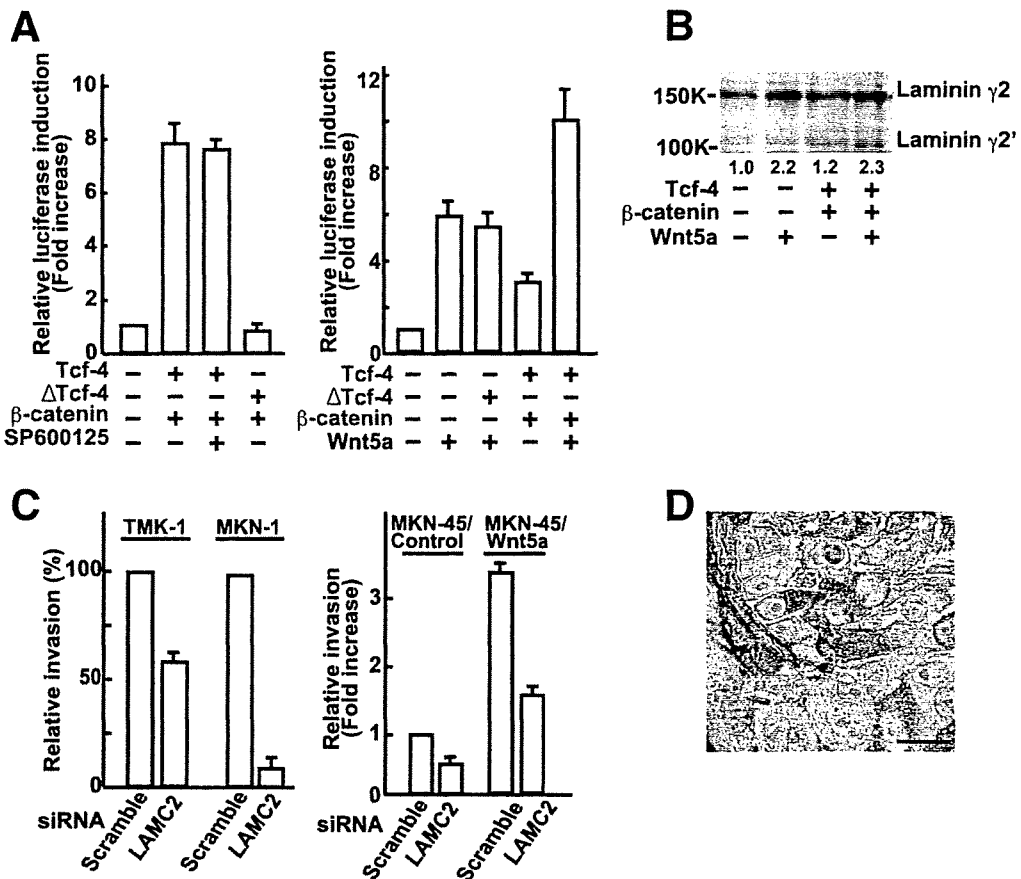 A
Relative luciferase induction
(Fold increase)
10
8
6
4
2
0
Tcf-4 − + + −
ΔTcf-4 − − − +
β-catenin − + + +
SP600125 − − + −
Relative luciferase induction
(Fold increase)
12
8
4
0
Tcf-4 − − − + +
ΔTcf-4 − − + − −
β-catenin − − − + +
Wnt5a − + + − +
B
150K- Laminin γ2
100K- Laminin γ2'
1.0 2.2 1.2 2.3
Tcf-4 − − + +
β-catenin − − + +
Wnt5a − + − +
C
TMK-1 MKN-1
Relative invasion (%)
100
50
0
siRNA Scramble LAMC2 Scramble LAMC2
MKN-45/
Control
MKN-45/
Wnt5a
Relative invasion
(Fold increase)
3
2
1
0
siRNA Scramble LAMC2 Scramble LAMC2
D